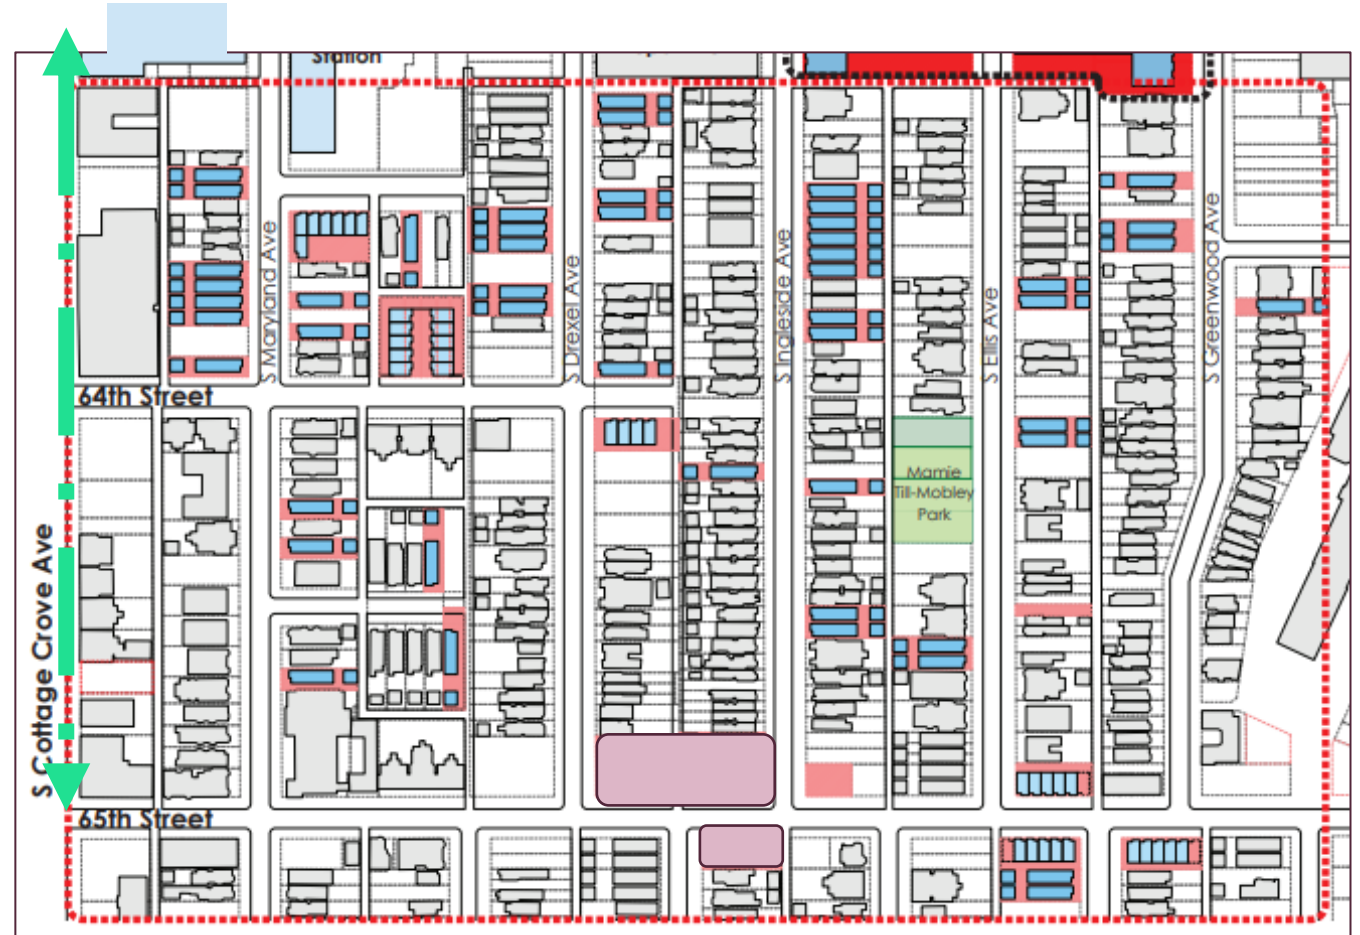 Station
S Maryland Ave
S Drexel Ave
S Ingleside Ave
S Ellis Ave
S Greenwood Ave
64th Street
Mamie
Till-Mobley
Park
S Cottage Crove Ave
65th Street